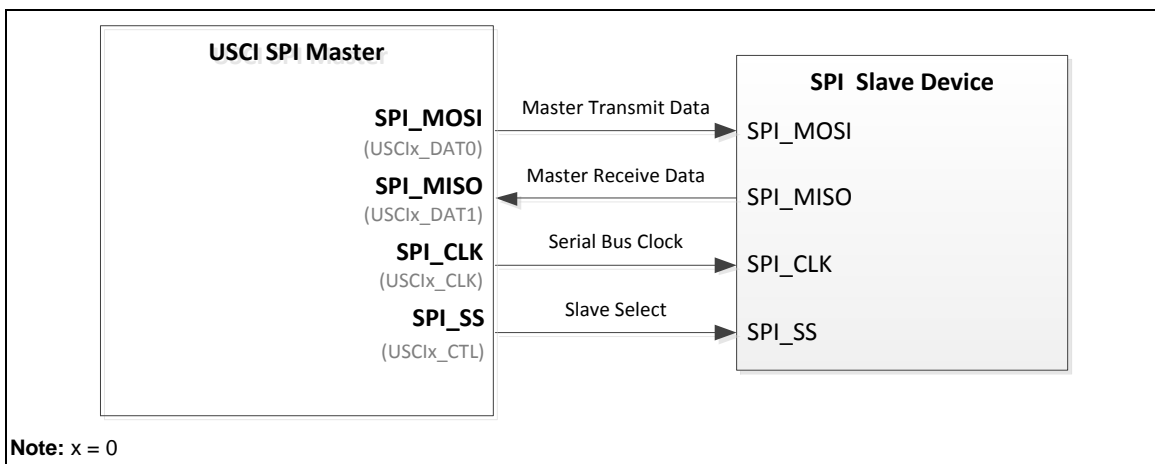 USCI SPI Master
SPI_MOSI
(USCIx_DAT0)
SPI_MISO
(USCIx_DAT1)
SPI_CLK
(USCIx_CLK)
SPI_SS
(USCIx_CTL)
Master Transmit Data
Master Receive Data
Serial Bus Clock
Slave Select
SPI Slave Device
SPI_MOSI
SPI_MISO
SPI_CLK
SPI_SS
Note: x = 0